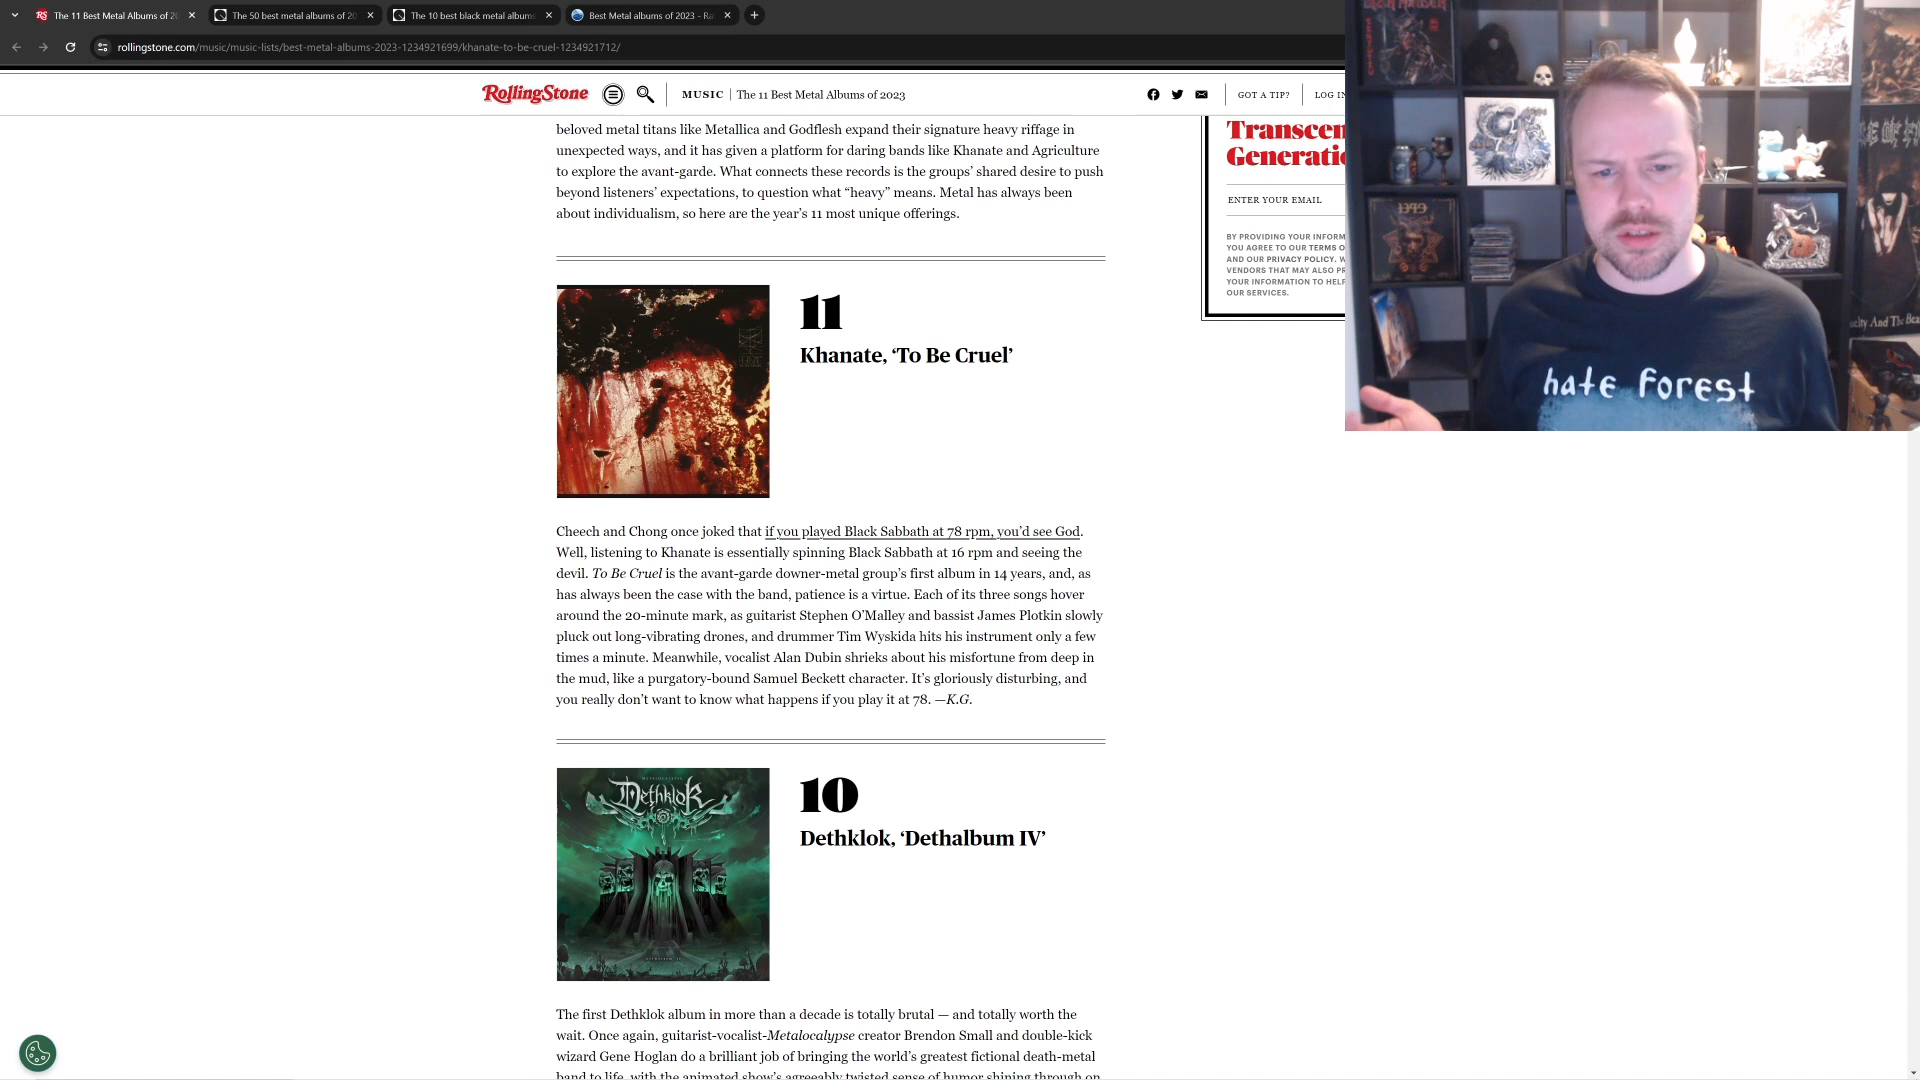 The 11 Best Metal Albums of 20
The 50 best metal albums of 20
The 10 best black metal albums
Best Metal albums of 2023 - Ra
rollingstone.com/music/music-lists/best-metal-albums-2023-1234921699/khanate-to-be-cruel-1234921712/
RollingStone
MUSIC | The 11 Best Metal Albums of 2023
GOT A TIP?
LOG IN
beloved metal titans like Metallica and Godflesh expand their signature heavy riffage in
unexpected ways, and it has given a platform for daring bands like Khanate and Agriculture
to explore the avant-garde. What connects these records is the groups’ shared desire to push
beyond listeners’ expectations, to question what “heavy” means. Metal has always been
about individualism, so here are the year’s 11 most unique offerings.
Transcen
Generatio
ENTER YOUR EMAIL
BY PROVIDING YOUR INFORM
YOU AGREE TO OUR TERMS O
AND OUR PRIVACY POLICY. W
VENDORS THAT MAY ALSO PR
YOUR INFORMATION TO HELP
OUR SERVICES.
11
Khanate, ‘To Be Cruel’
Cheech and Chong once joked that if you played Black Sabbath at 78 rpm, you’d see God.
Well, listening to Khanate is essentially spinning Black Sabbath at 16 rpm and seeing the
devil. To Be Cruel is the avant-garde downer-metal group’s first album in 14 years, and, as
has always been the case with the band, patience is a virtue. Each of its three songs hover
around the 20-minute mark, as guitarist Stephen O’Malley and bassist James Plotkin slowly
pluck out long-vibrating drones, and drummer Tim Wyskida hits his instrument only a few
times a minute. Meanwhile, vocalist Alan Dubin shrieks about his misfortune from deep in
the mud, like a purgatory-bound Samuel Beckett character. It’s gloriously disturbing, and
you really don’t want to know what happens if you play it at 78. —K.G.
Dethklok
10
Dethklok, ‘Dethalbum IV’
The first Dethklok album in more than a decade is totally brutal — and totally worth the
wait. Once again, guitarist-vocalist-Metalocalypse creator Brendon Small and double-kick
wizard Gene Hoglan do a brilliant job of bringing the world’s greatest fictional death-metal
band to life, with the animated show’s agreeably twisted sense of humor shining through on
IRON MAIDEN
1349
elty And The Bea
hate forest